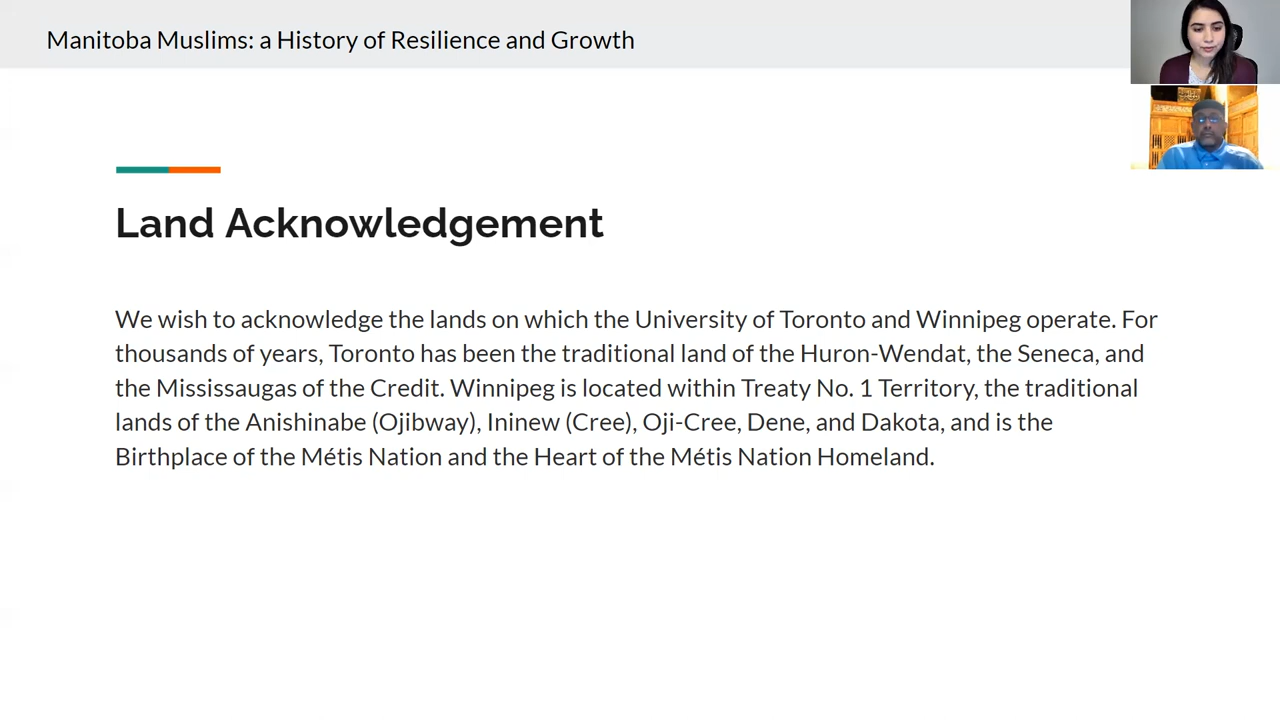 Manitoba Muslims: a History of Resilience and Growth
Land Acknowledgement
We wish to acknowledge the lands on which the University of Toronto and Winnipeg operate. For
thousands of years, Toronto has been the traditional land of the Huron-Wendat, the Seneca, and
the Mississaugas of the Credit. Winnipeg is located within Treaty No. 1 Territory, the traditional
lands of the Anishinabe (Ojibway), Ininew (Cree), Oji-Cree, Dene, and Dakota, and is the
Birthplace of the Métis Nation and the Heart of the Métis Nation Homeland.